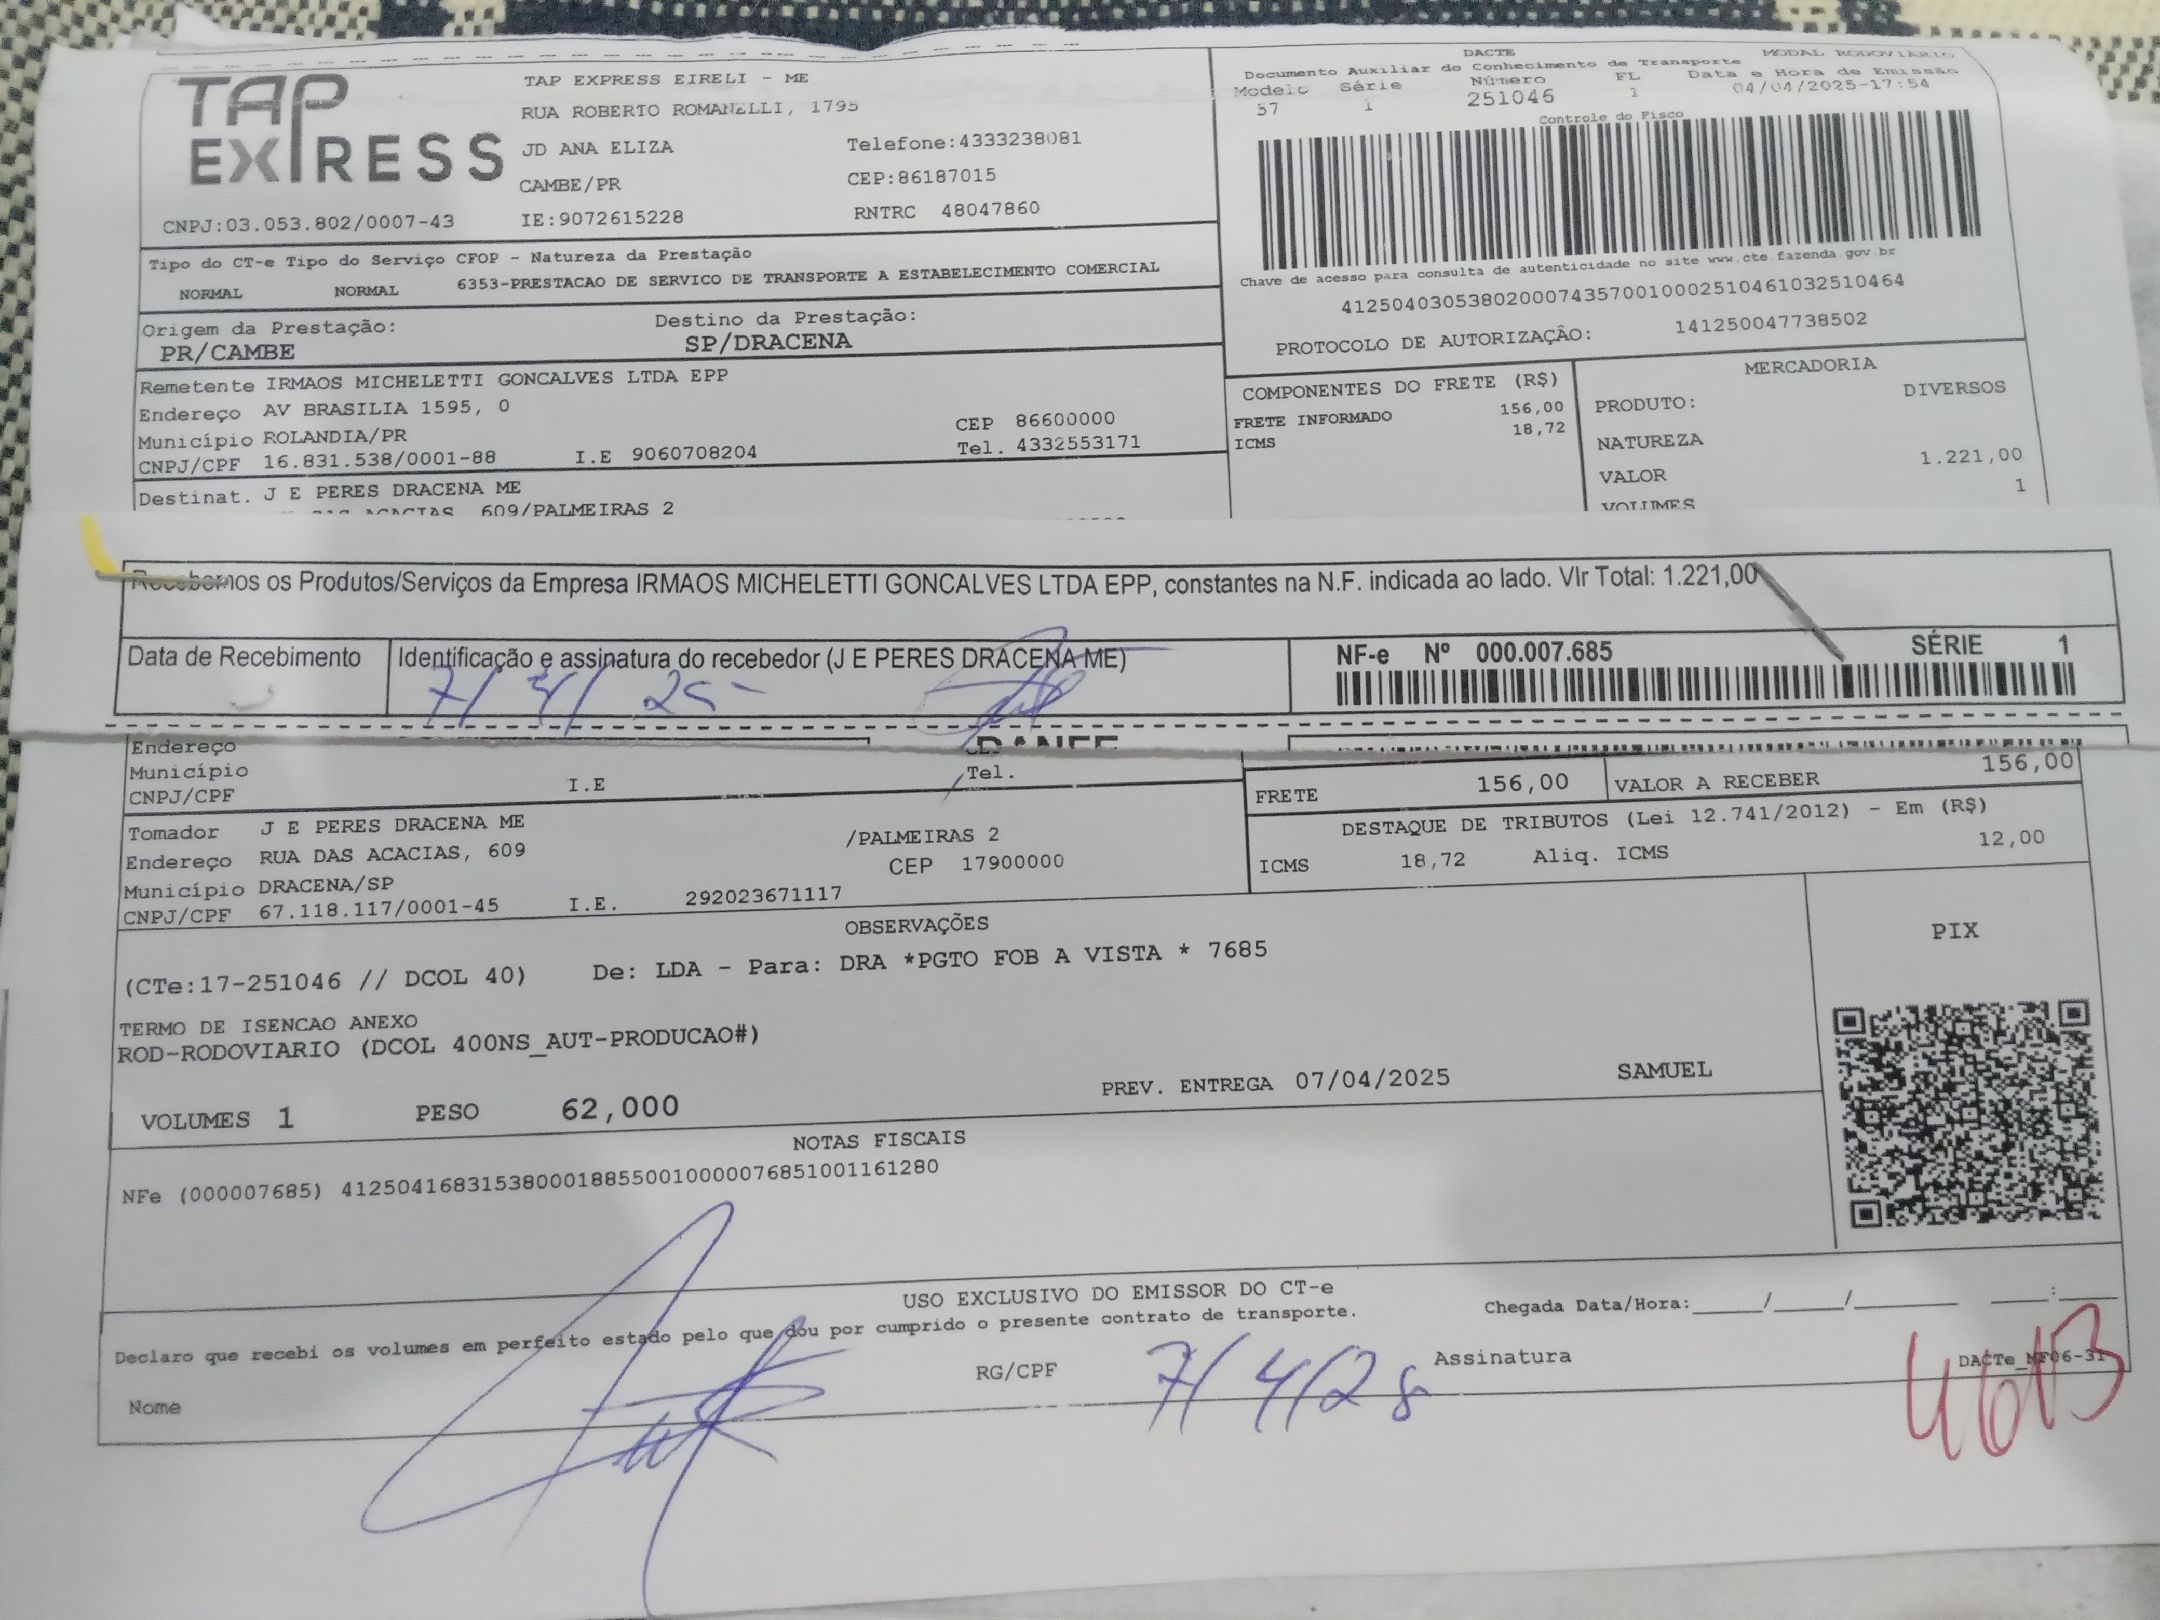 TAP EXPRESS
TAP EXPRESS EIRELI - ME
RUA ROBERTO ROMANELLI, 1795
JD ANA ELIZA Telefone:4333238081
CAMBE/PR CEP:86187015
CNPJ:03.053.802/0007-43 IE:9072615228 RNTRC 48047860
DACTE MODAL RODOVIÁRIO
Documento Auxiliar do Conhecimento de Transporte
Modelo Série Número FL Data e Hora de Emissão
57 1 251046 1 04/04/2025-17:54
Controle do Fisco
Chave de acesso para consulta de autenticidade no site www.cte.fazenda.gov.br
41250403053802000743570010002510461032510464
PROTOCOLO DE AUTORIZAÇÂO: 141250047738502
Tipo do CT-e Tipo do Serviço CFOP - Natureza da Prestação
NORMAL NORMAL 6353-PRESTACAO DE SERVICO DE TRANSPORTE A ESTABELECIMENTO COMERCIAL
Origem da Prestação: Destino da Prestação:
PR/CAMBE SP/DRACENA
Remetente IRMAOS MICHELETTI GONCALVES LTDA EPP
Endereço AV BRASILIA 1595, 0 CEP 86600000
Município ROLANDIA/PR Tel. 4332553171
CNPJ/CPF 16.831.538/0001-88 I.E 9060708204
Destinat. J E PERES DRACENA ME
ACACIAS 609/PALMEIRAS 2
COMPONENTES DO FRETE (R$)
FRETE INFORMADO 156,00
ICMS 18,72
MERCADORIA
PRODUTO: DIVERSOS
NATUREZA
VALOR 1.221,00
VOLUMES 1
Recebemos os Produtos/Serviços da Empresa IRMAOS MICHELETTI GONCALVES LTDA EPP, constantes na N.F. indicada ao lado. Vlr Total: 1.221,00
Data de Recebimento Identificação e assinatura do recebedor (J E PERES DRACENA ME) NF-e Nº 000.007.685 SÉRIE 1
7/4/25
DANFE
Endereço
Município Tel.
CNPJ/CPF I.E
FRETE 156,00 VALOR A RECEBER 156,00
Tomador J E PERES DRACENA ME
Endereço RUA DAS ACACIAS, 609 /PALMEIRAS 2
Município DRACENA/SP CEP 17900000
CNPJ/CPF 67.118.117/0001-45 I.E. 292023671117
DESTAQUE DE TRIBUTOS (Lei 12.741/2012) - Em (R$)
ICMS 18,72 Aliq. ICMS 12,00
OBSERVAÇÕES
(CTe:17-251046 // DCOL 40) De: LDA - Para: DRA *PGTO FOB A VISTA * 7685
TERMO DE ISENCAO ANEXO
ROD-RODOVIARIO (DCOL 400NS_AUT-PRODUCAO#)
VOLUMES 1 PESO 62,000 PREV. ENTREGA 07/04/2025 SAMUEL
PIX
NOTAS FISCAIS
NFe (000007685) 41250416831538000188550010000076851001161280
USO EXCLUSIVO DO EMISSOR DO CT-e
Declaro que recebi os volumes em perfeito estado pelo que dou por cumprido o presente contrato de transporte. Chegada Data/Hora:_____/_____/_______ ____:____
Nome RG/CPF 7/4/25 Assinatura